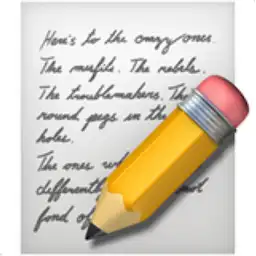 Here's to the crazy ones.
The misfits. The rebels.
The troublemakers. The
round pegs in the
holes.
The ones
fond of